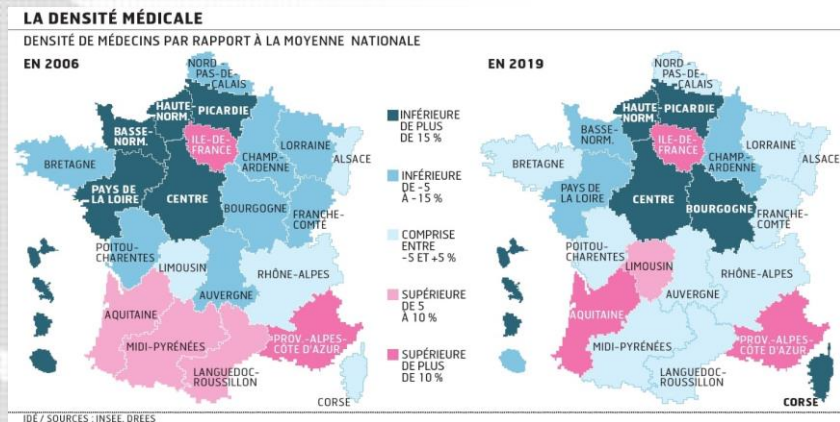 LA DENSITÉ MÉDICALE
DENSITÉ DE MÉDECINS PAR RAPPORT À LA MOYENNE NATIONALE
EN 2006
NORD
PAS-DE-
CALAIS
HAUTE-
NORM.
PICARDIE
BASSE-
NORM.
ILE-DE-
FRANCE
CHAMP.-
ARDENNE
LORRAINE
ALSACE
BRETAGNE
PAYS DE
LA LOIRE
CENTRE
BOURGOGNE
FRANCHE-
COMTÉ
POITOU-
CHARENTES
LIMOUSIN
AUVERGNE
RHÔNE-ALPES
AQUITAINE
MIDI-PYRÉNÉES
LANGUEDOC-
ROUSSILLON
PROV.-ALPES-
CÔTE D'AZUR
CORSE
INFÉRIEURE
DE PLUS
DE 15 %
INFÉRIEURE
DE -5
À -15 %
COMPRISE
ENTRE
-5 ET +5 %
SUPÉRIEURE
DE 5
À 10 %
SUPÉRIEURE
DE PLUS
DE 10 %
EN 2019
NORD
PAS-DE-
CALAIS
HAUTE-
NORM.
PICARDIE
BASSE-
NORM.
ILE-DE-
FRANCE
CHAMP.-
ARDENNE
LORRAINE
ALSACE
BRETAGNE
PAYS DE
LA LOIRE
CENTRE
BOURGOGNE
FRANCHE-
COMTÉ
POITOU-
CHARENTES
LIMOUSIN
AUVERGNE
RHÔNE-ALPES
AQUITAINE
MIDI-PYRÉNÉES
LANGUEDOC-
ROUSSILLON
PROV.-ALPES-
CÔTE D'AZUR
CORSE
IDÉ / SOURCES : INSEE, DREES